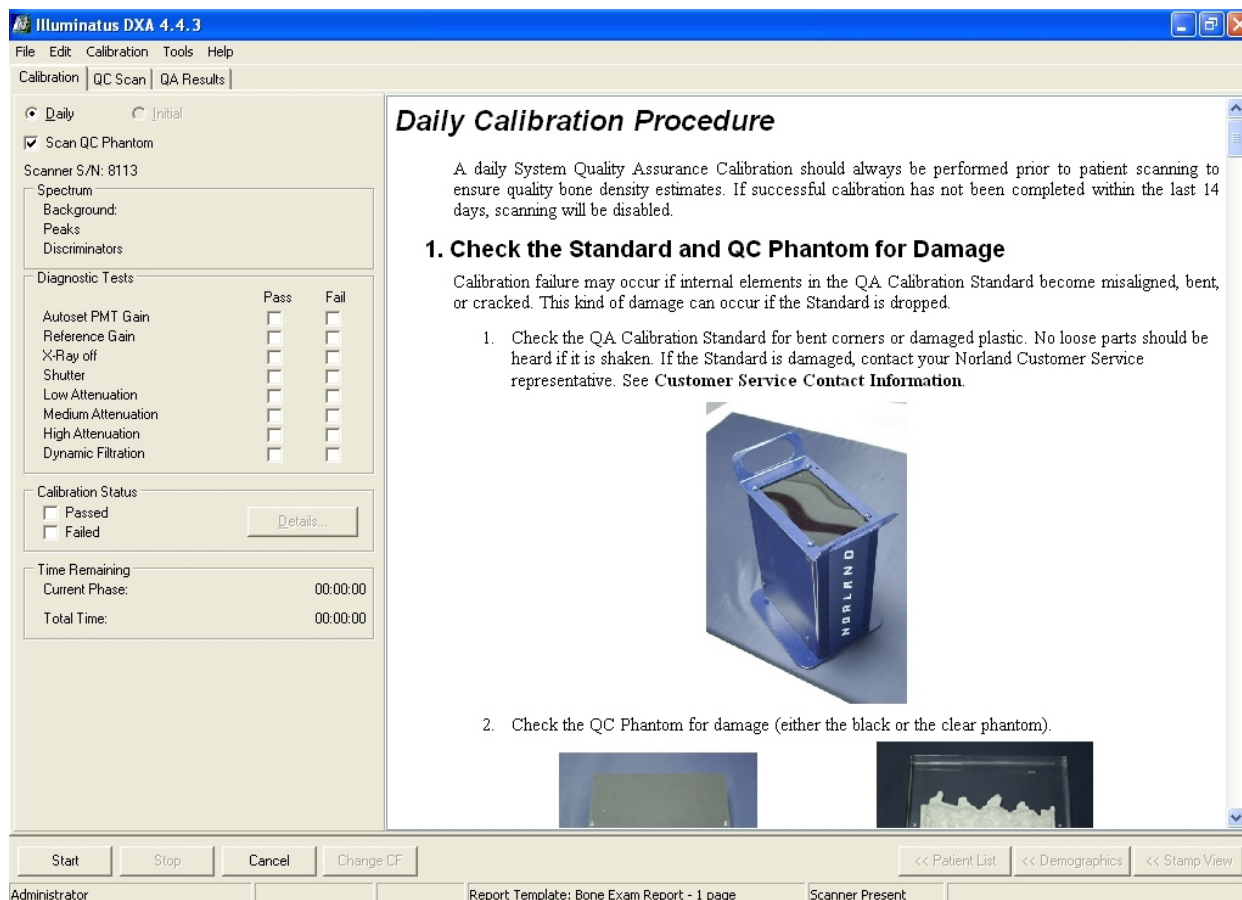 Illuminatus DXA 4.4.3
File Edit Calibration Tools Help
Calibration QC Scan QA Results
Daily Initial
Scan QC Phantom
Scanner S/N: 8113
Spectrum
Background:
Peaks
Discriminators
Diagnostic Tests
Pass Fail
Autoset PMT Gain
Reference Gain
X-Ray off
Shutter
Low Attenuation
Medium Attenuation
High Attenuation
Dynamic Filtration
Calibration Status
Passed
Failed
Details...
Time Remaining
Current Phase: 00:00:00
Total Time: 00:00:00
Daily Calibration Procedure
A daily System Quality Assurance Calibration should always be performed prior to patient scanning to
ensure quality bone density estimates. If successful calibration has not been completed within the last 14
days, scanning will be disabled.
1. Check the Standard and QC Phantom for Damage
Calibration failure may occur if internal elements in the QA Calibration Standard become misaligned, bent,
or cracked. This kind of damage can occur if the Standard is dropped.
1. Check the QA Calibration Standard for bent corners or damaged plastic. No loose parts should be
heard if it is shaken. If the Standard is damaged, contact your Norland Customer Service
representative. See Customer Service Contact Information.
NORLAND
2. Check the QC Phantom for damage (either the black or the clear phantom).
Start Stop Cancel Change CF << Patient List << Demographics << Stamp View
Administrator Report Template: Bone Exam Report - 1 page Scanner Present